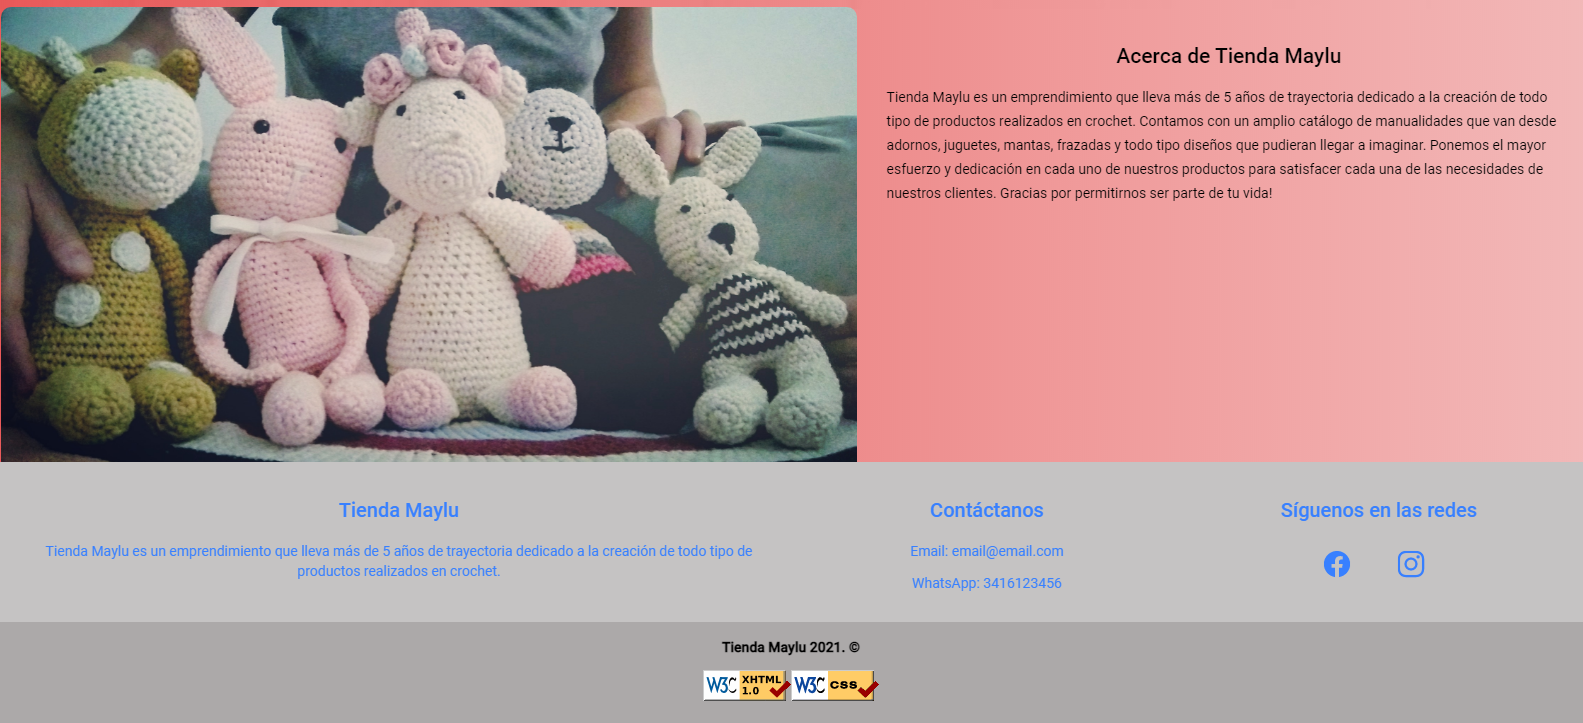 Acerca de Tienda Maylu
Tienda Maylu es un emprendimiento que lleva más de 5 años de trayectoria dedicado a la creación de todo
tipo de productos realizados en crochet. Contamos con un amplio catálogo de manualidades que van desde
adornos, juguetes, mantas, frazadas y todo tipo diseños que pudieran llegar a imaginar. Ponemos el mayor
esfuerzo y dedicación en cada uno de nuestros productos para satisfacer cada una de las necesidades de
nuestros clientes. Gracias por permitirnos ser parte de tu vida!
Tienda Maylu
Tienda Maylu es un emprendimiento que lleva más de 5 años de trayectoria dedicado a la creación de todo tipo de
productos realizados en crochet.
Contáctanos
Email: email@email.com
WhatsApp: 3416123456
Síguenos en las redes
Tienda Maylu 2021. ©
W3C XHTML 1.0
W3C css